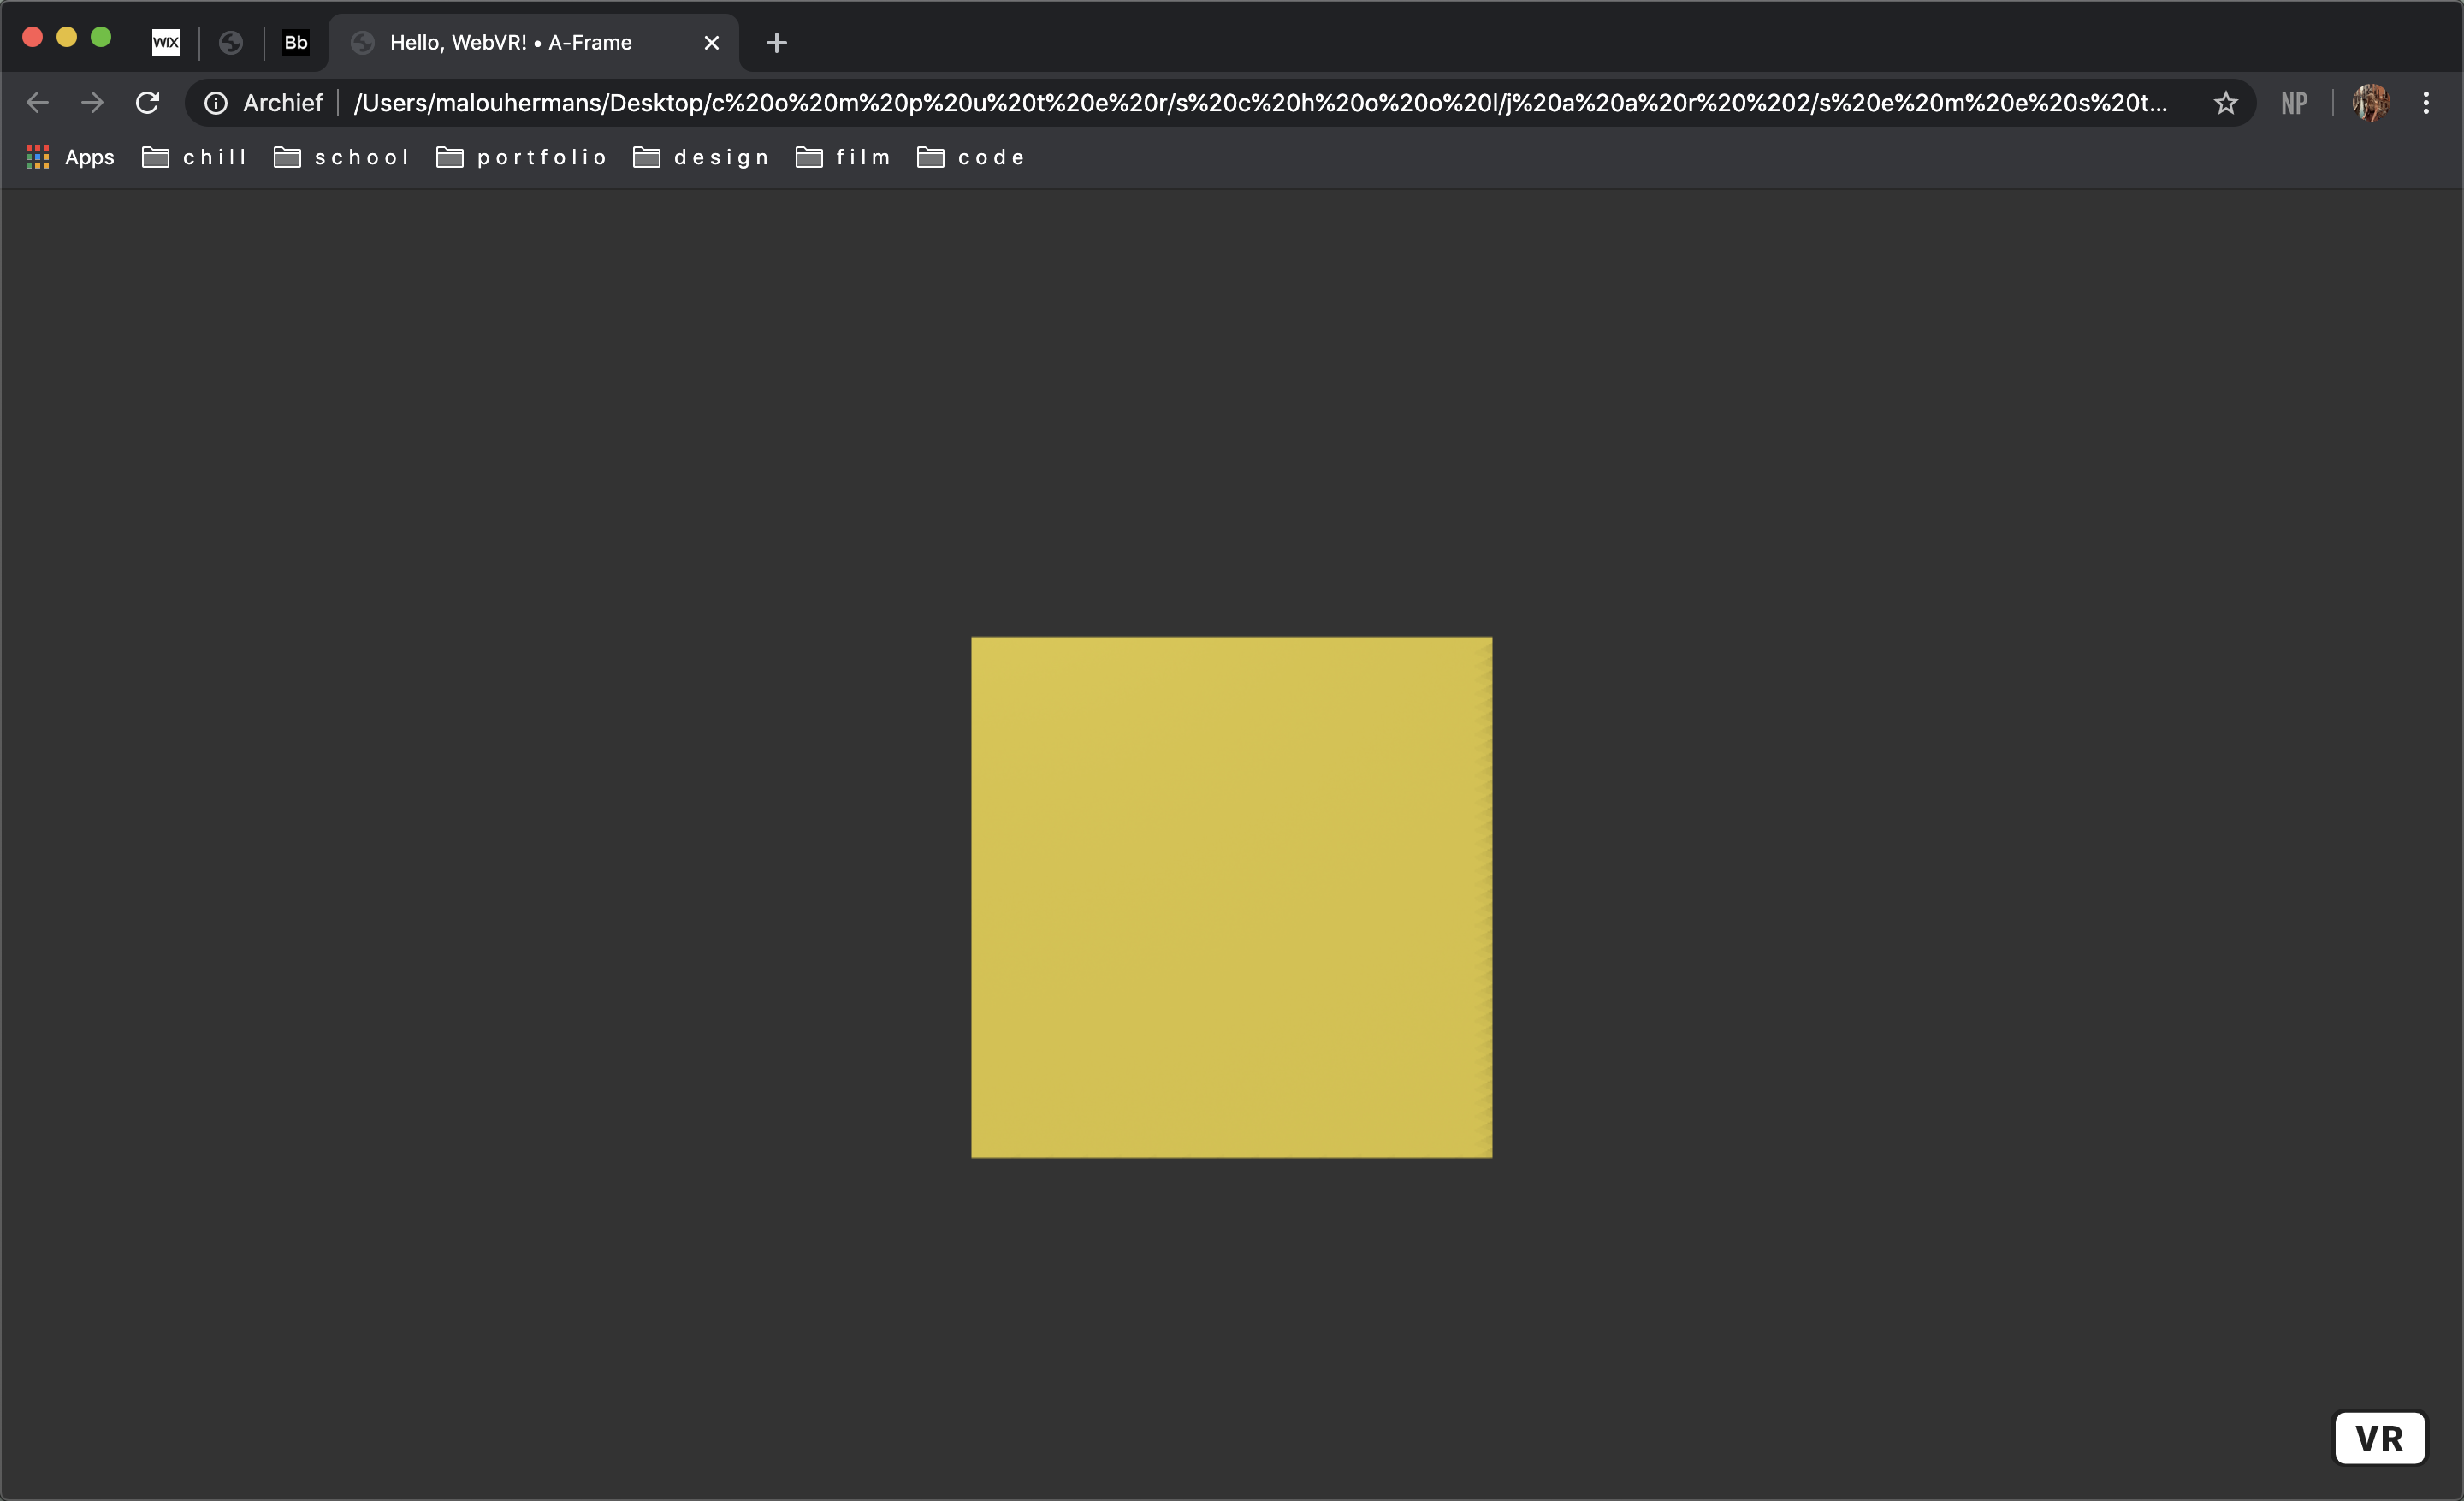 WIX
Bb
Hello, WebVR! • A-Frame
Archief
/Users/malouhermans/Desktop/c%20o%20m%20p%20u%20t%20e%20r/s%20c%20h%20o%20o%20l/j%20a%20a%20r%20%202/s%20e%20m%20e%20s%20t...
NP
Apps
c h i l l
s c h o o l
p o r t f o l i o
d e s i g n
f i l m
c o d e
VR